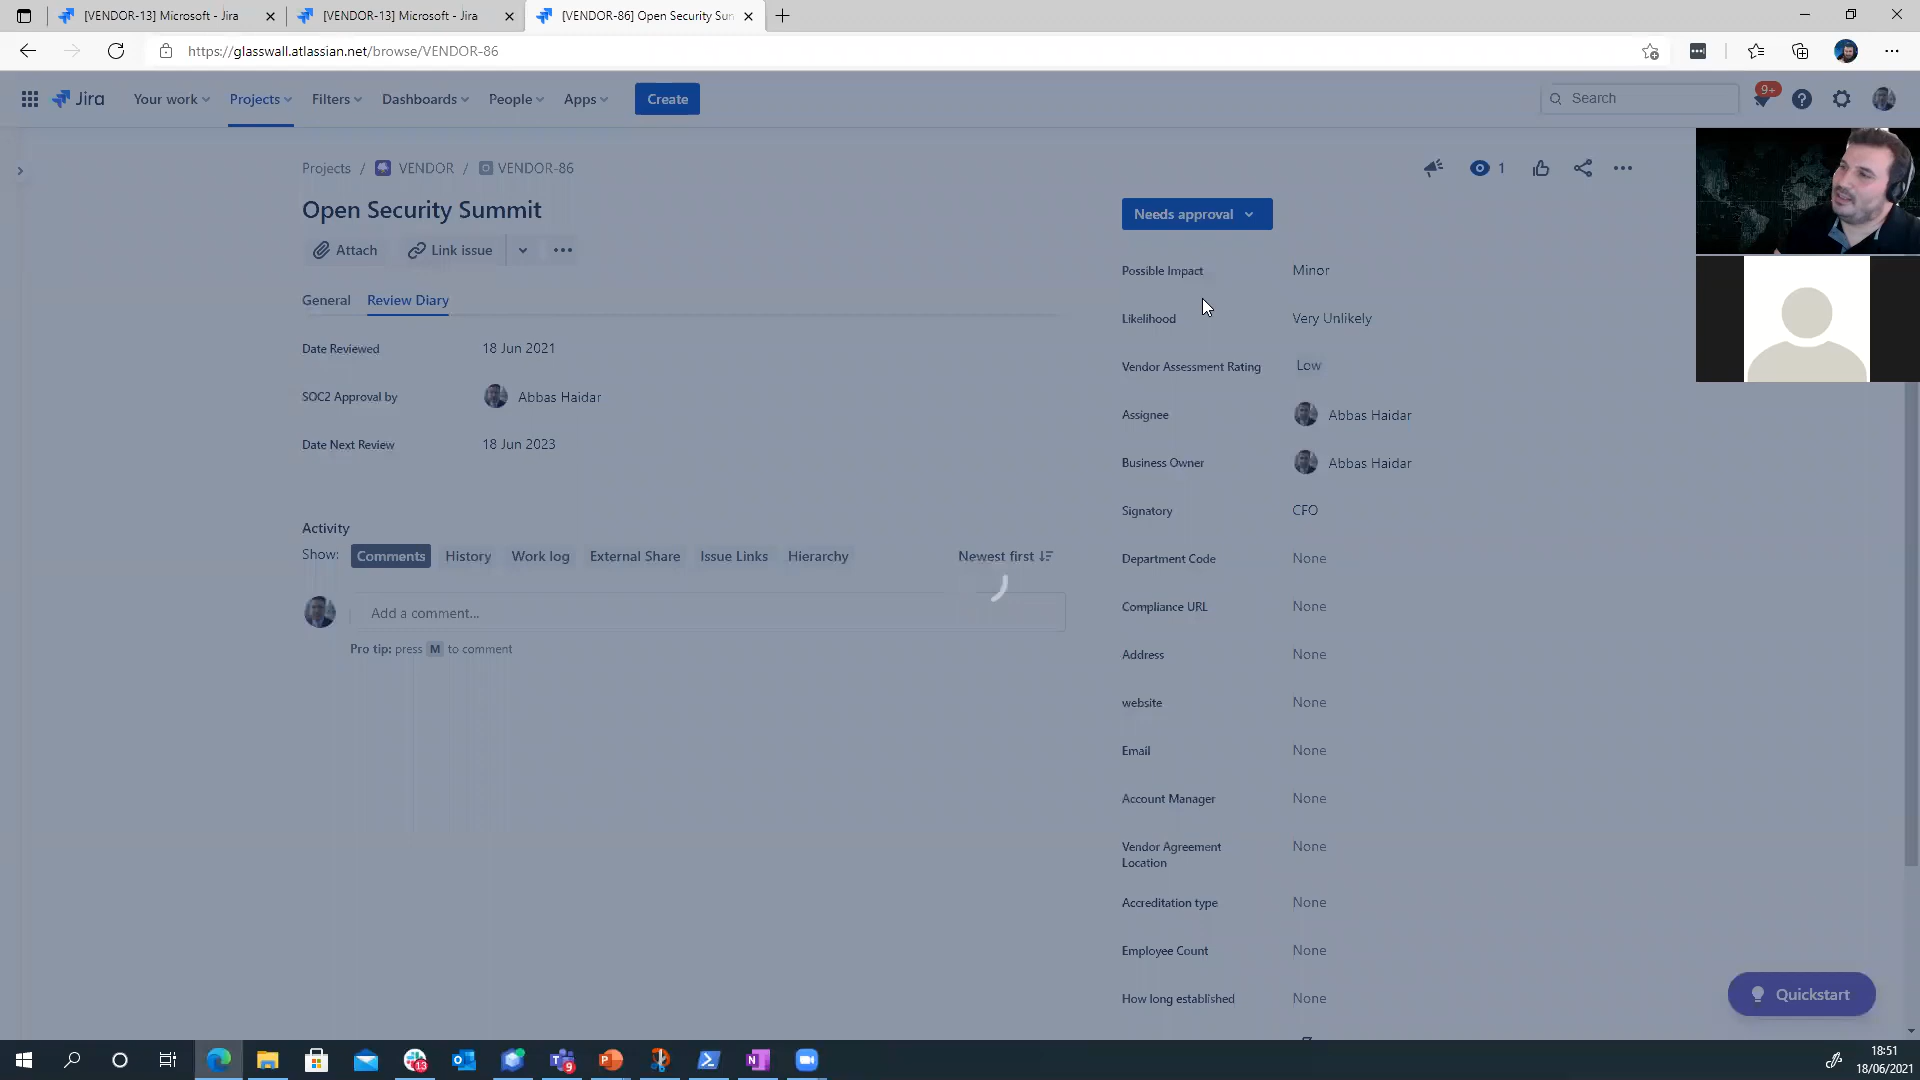 [VENDOR-13] Microsoft - Jira
[VENDOR-13] Microsoft - Jira
[VENDOR-86] Open Security Sun
https://glasswall.atlassian.net/browse/VENDOR-86
Jira
Your work
Projects
Filters
Dashboards
People
Apps
Create
Search
9+
Projects / VENDOR / VENDOR-86
1
Open Security Summit
Needs approval
Attach
Link issue
General
Review Diary
Date Reviewed 18 Jun 2021
SOC2 Approval by Abbas Haidar
Date Next Review 18 Jun 2023
Activity
Show: Comments History Work log External Share Issue Links Hierarchy Newest first
Add a comment...
Pro tip: press M to comment
Possible Impact Minor
Likelihood Very Unlikely
Vendor Assessment Rating Low
Assignee Abbas Haidar
Business Owner Abbas Haidar
Signatory CFO
Department Code None
Compliance URL None
Address None
website None
Email None
Account Manager None
Vendor Agreement None
Location
Accreditation type None
Employee Count None
How long established None
Quickstart
13
9
18:51
18/06/2021